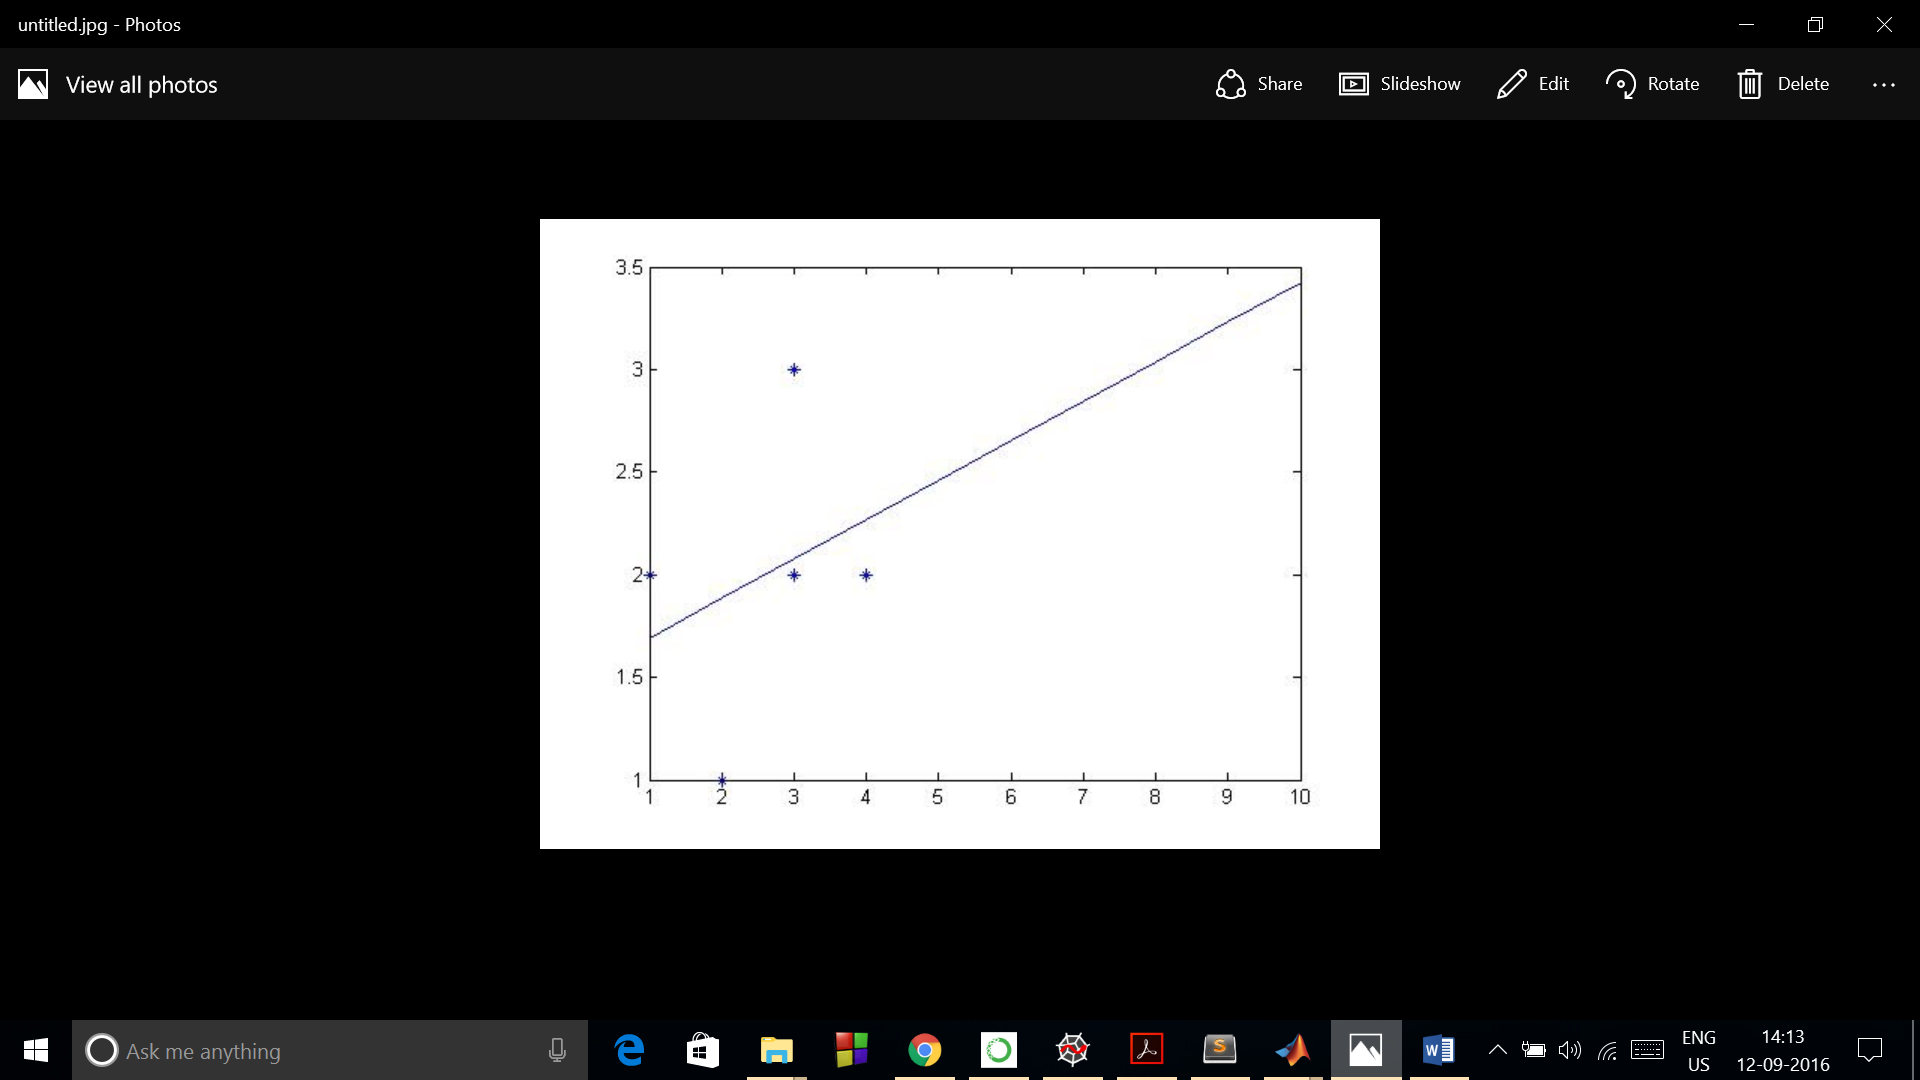 untitled.jpg - Photos
View all photos
Share
Slideshow
Edit
Rotate
Delete
3.5
3
2.5
2
1.5
1
1 2 3 4 5 6 7 8 9 10
Ask me anything
S
W
ENG
US
14:13
12-09-2016